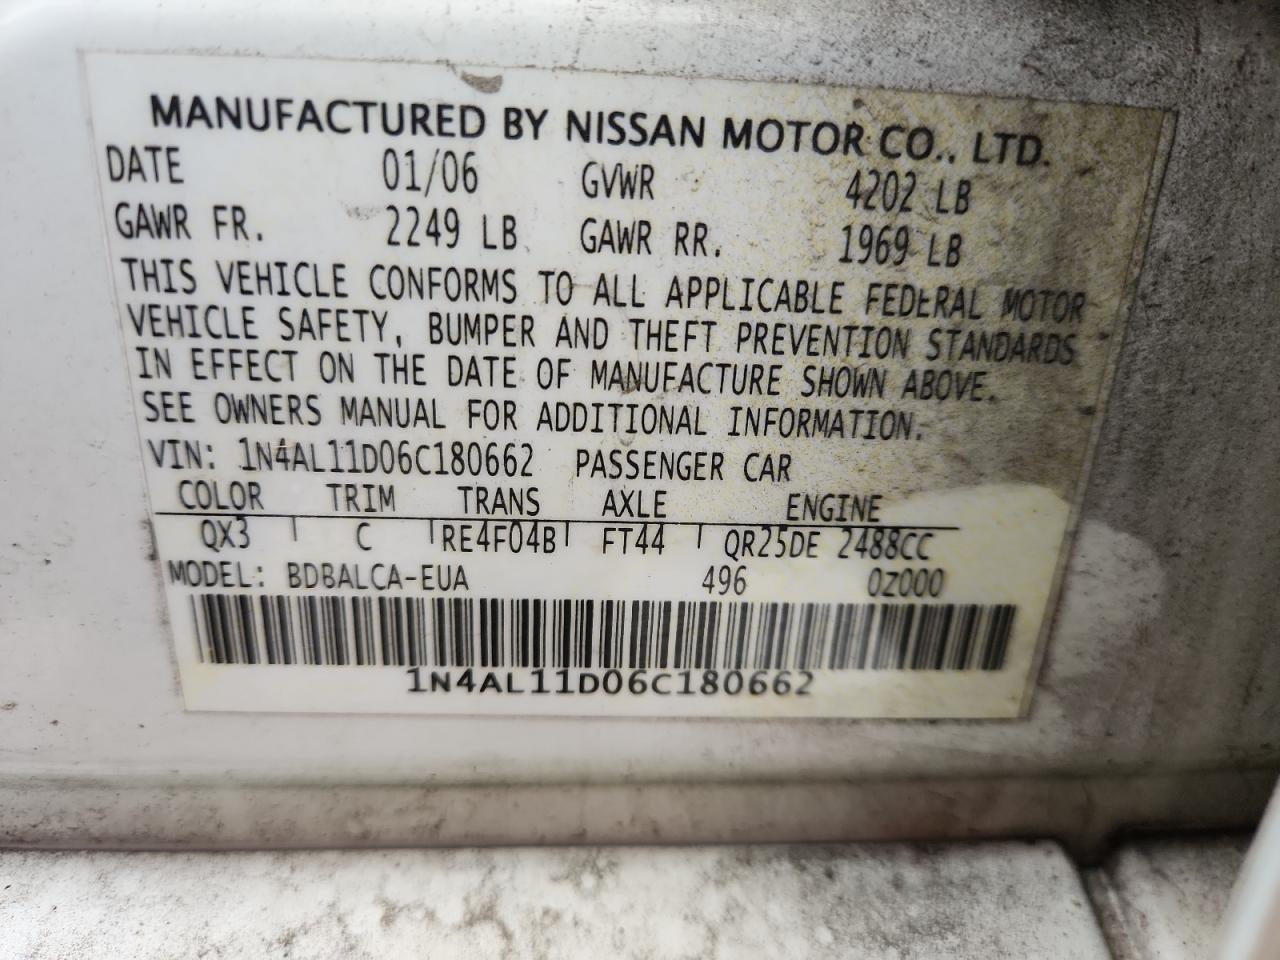 MANUFACTURED BY NISSAN MOTOR CO., LTD.
DATE 01/06 GVWR 4202 LB
GAWR FR. 2249 LB GAWR RR. 1969 LB
THIS VEHICLE CONFORMS TO ALL APPLICABLE FEDERAL MOTOR
VEHICLE SAFETY, BUMPER AND THEFT PREVENTION STANDARDS
IN EFFECT ON THE DATE OF MANUFACTURE SHOWN ABOVE.
SEE OWNERS MANUAL FOR ADDITIONAL INFORMATION.
VIN: 1N4AL11D06C180662 PASSENGER CAR
COLOR TRIM TRANS AXLE ENGINE
QX3 C RE4F04B FT44 QR25DE 2488CC
MODEL: BDBALCA-EUA 496 0Z000
1N4AL11D06C180662